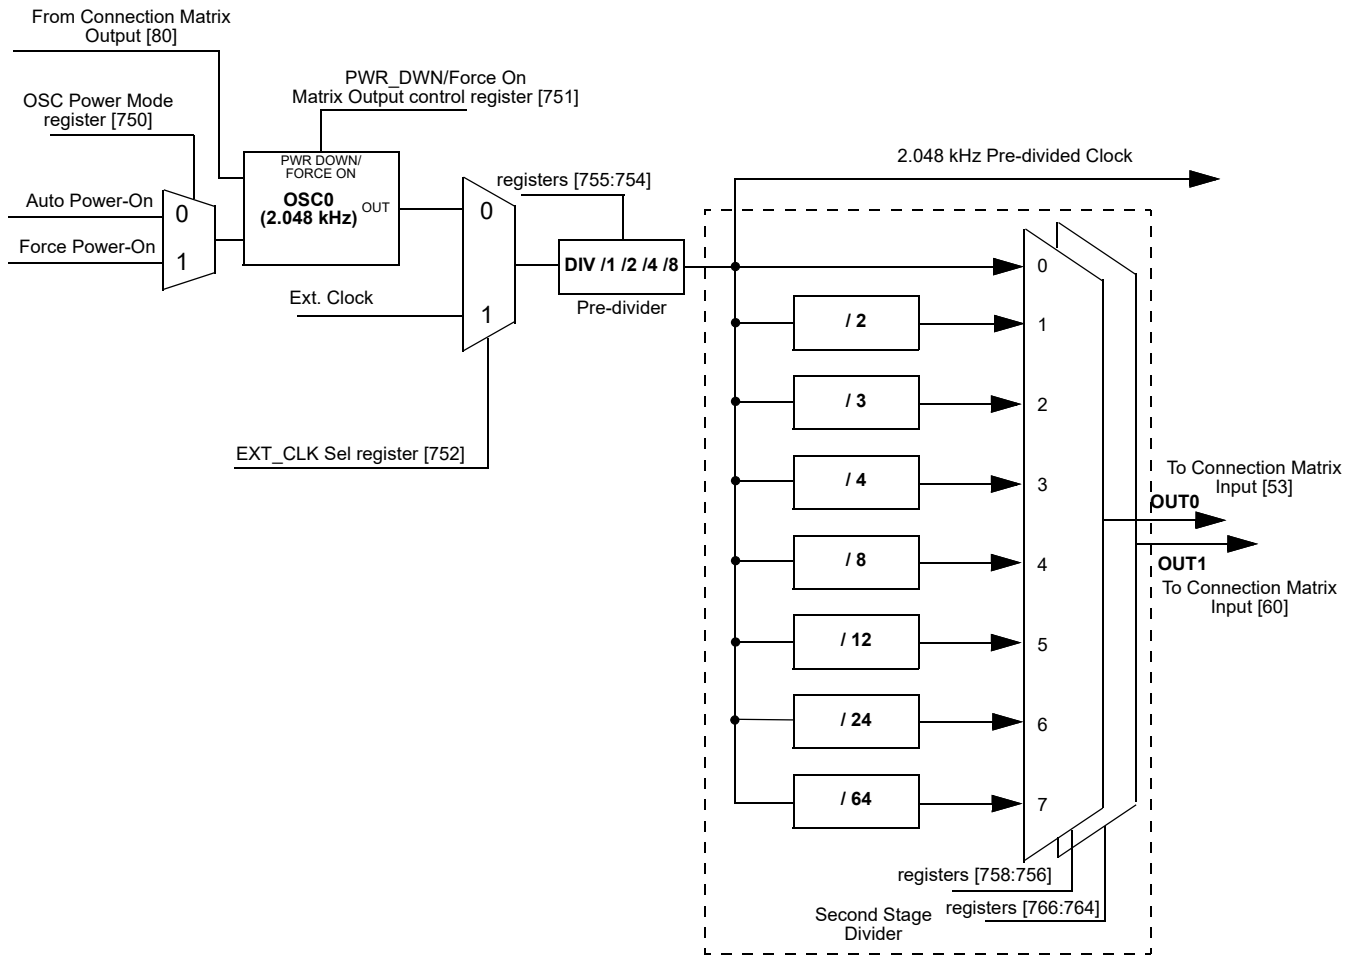 From Connection Matrix
Output [80]
PWR_DWN/Force On
Matrix Output control register [751]
OSC Power Mode
register [750]
PWR DOWN/
FORCE ON
OSC0
(2.048 kHz)
OUT
Auto Power-On
Force Power-On
0
1
registers [755:754]
0
1
Ext. Clock
DIV /1 /2 /4 /8
Pre-divider
EXT_CLK Sel register [752]
2.048 kHz Pre-divided Clock
0
/ 2
1
/ 3
2
/ 4
3
/ 8
4
/ 12
5
/ 24
6
/ 64
7
To Connection Matrix
Input [53]
OUT0
OUT1
To Connection Matrix
Input [60]
registers [758:756]
registers [766:764]
Second Stage
Divider